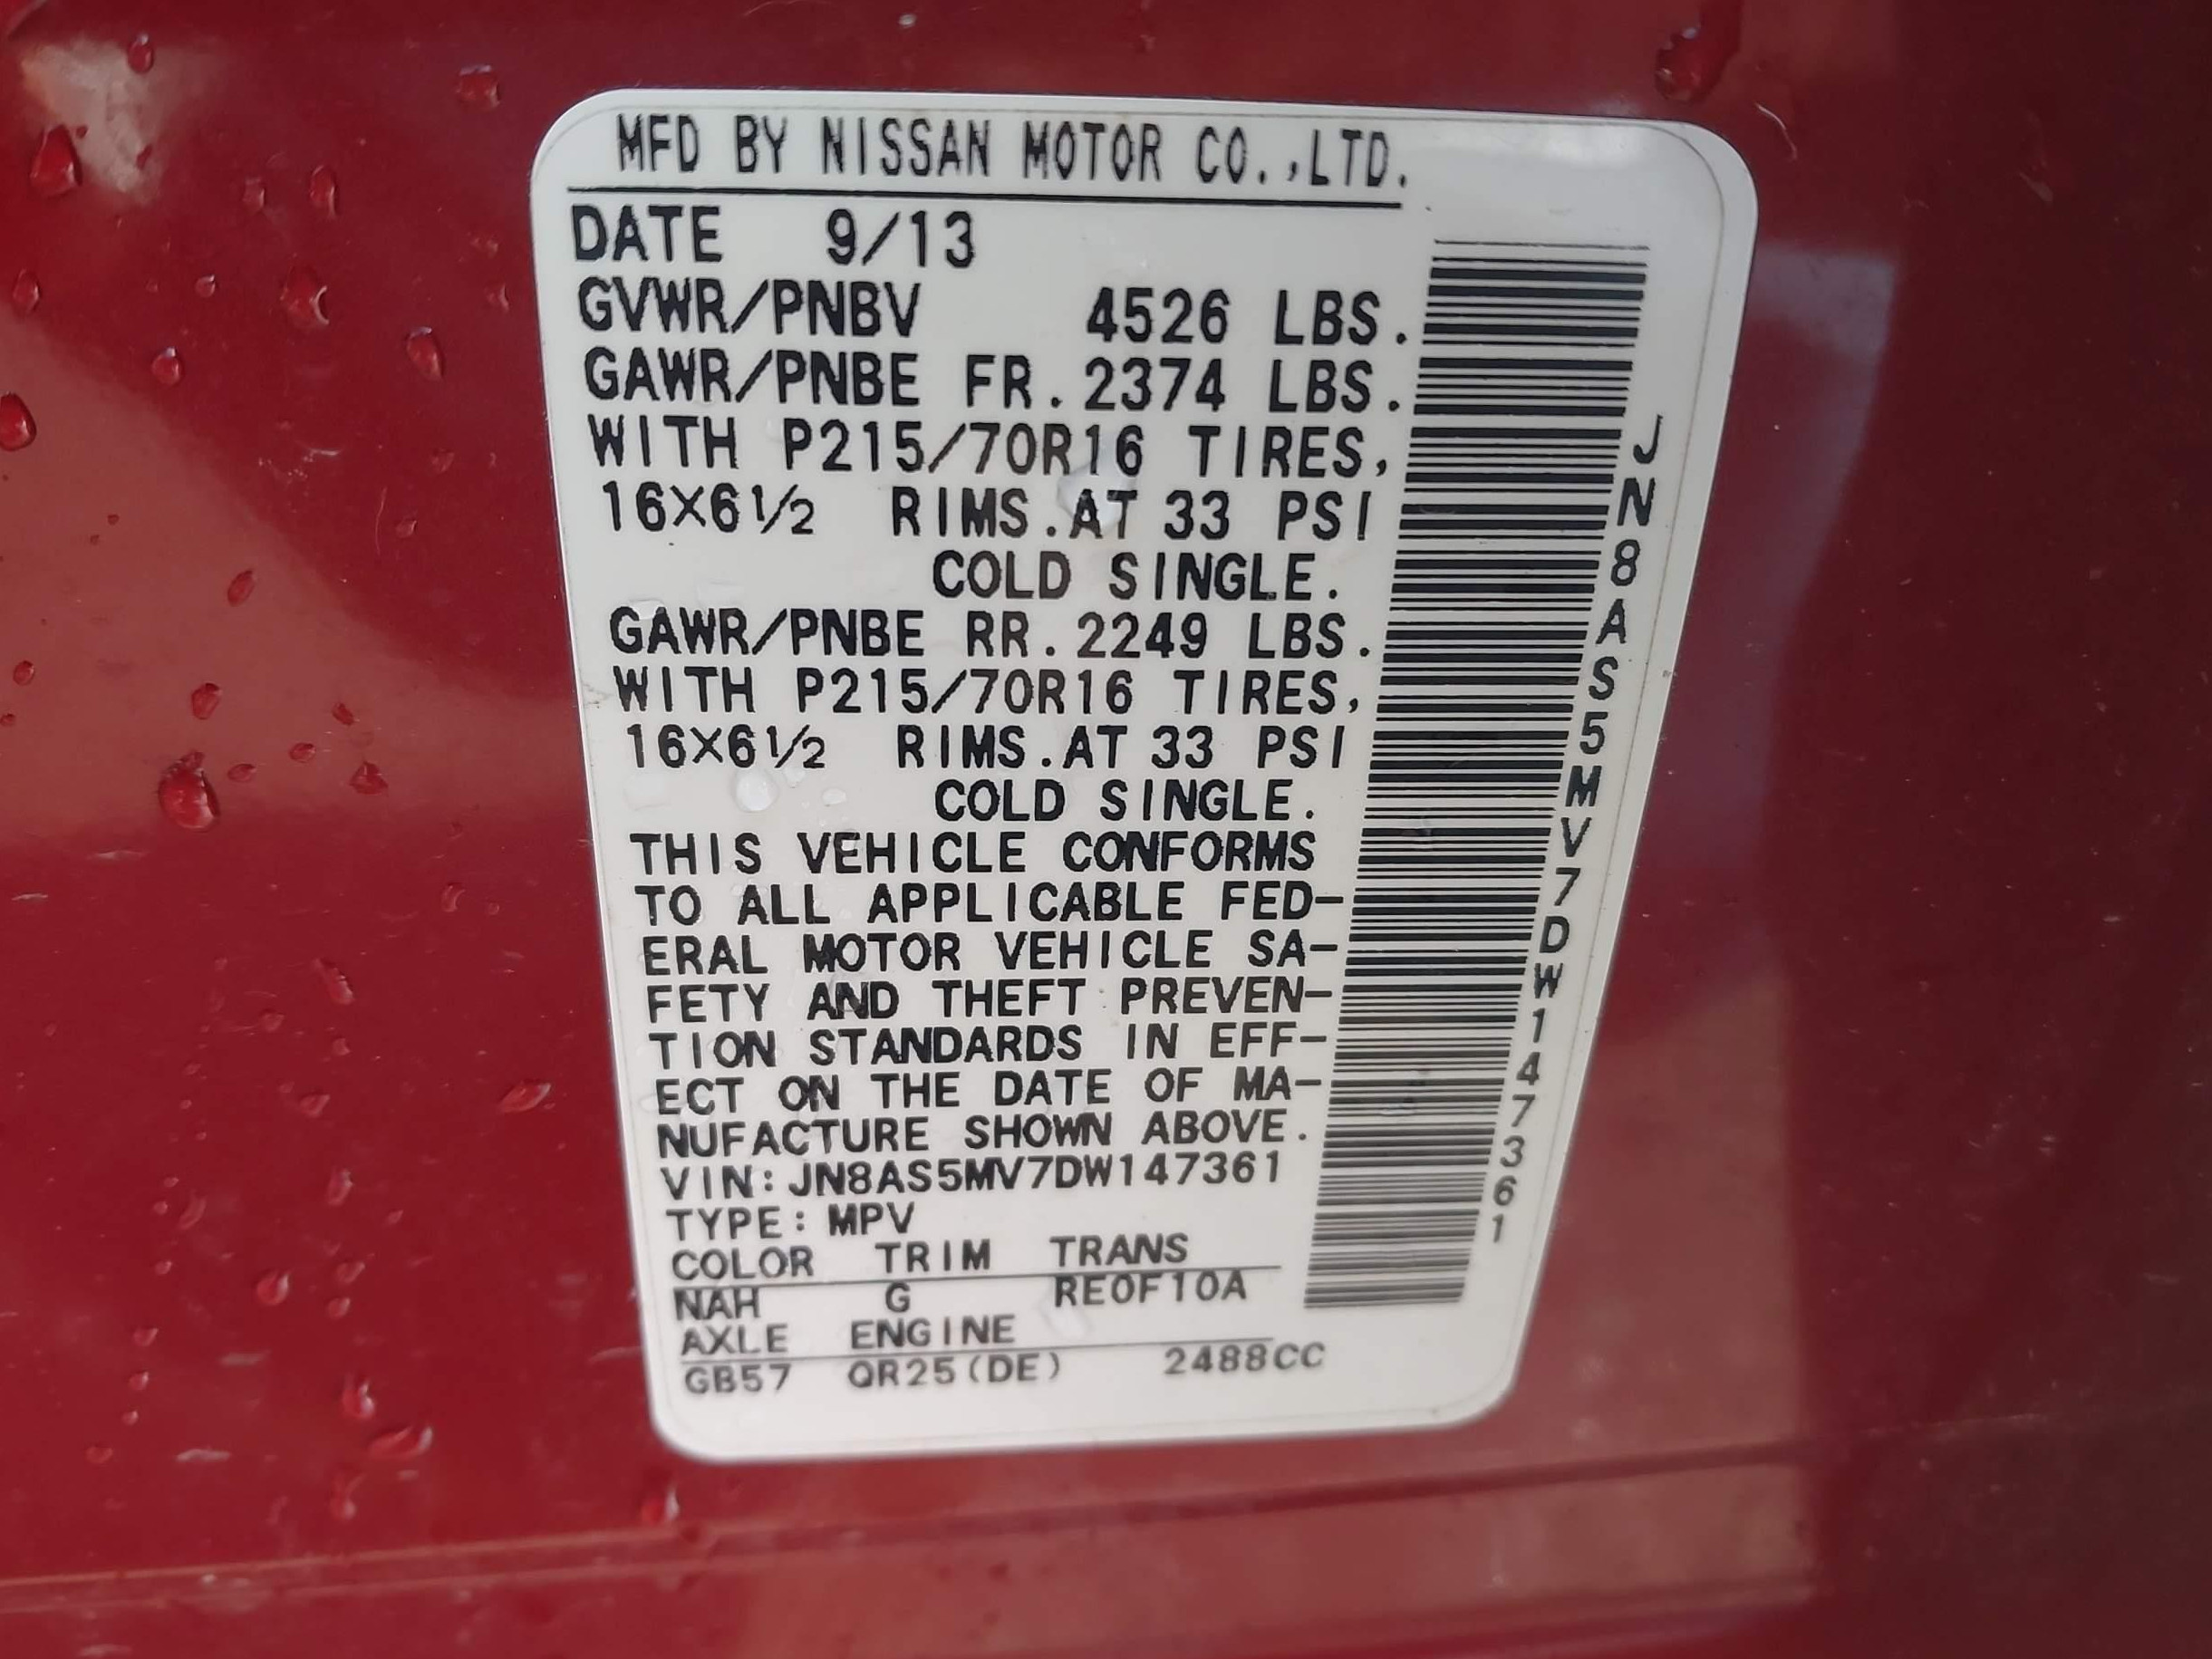 MFD BY NISSAN MOTOR CO.,LTD.
DATE 9/13
GVWR/PNBV 4526 LBS.
GAWR/PNBE FR.2374 LBS.
WITH P215/70R16 TIRES,
16X6½ RIMS.AT 33 PSI
COLD SINGLE.
GAWR/PNBE RR.2249 LBS.
WITH P215/70R16 TIRES,
16X6½ RIMS.AT 33 PSI
COLD SINGLE.
THIS VEHICLE CONFORMS
TO ALL APPLICABLE FED-
ERAL MOTOR VEHICLE SA-
FETY AND THEFT PREVEN-
TION STANDARDS IN EFF-
ECT ON THE DATE OF MA-
NUFACTURE SHOWN ABOVE.
VIN:JN8AS5MV7DW147361
TYPE:MPV
COLOR TRIM TRANS
NAH G RE0F10A
AXLE ENGINE
GB57 QR25(DE) 2488CC
JN8AS5MV7DW147361